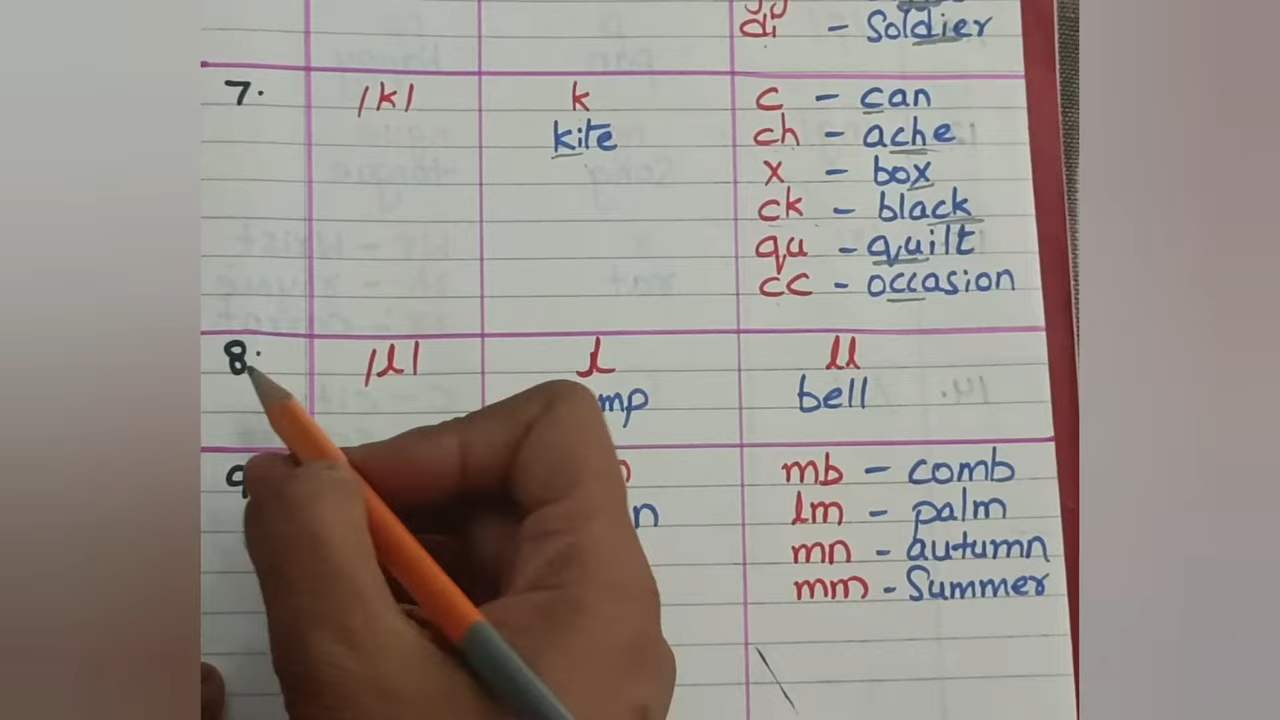 di - Soldier
7. /k/ k c - can
kite ch - ache
x - box
ck - black
qu - quilt
cc - occasion
8. /l/ l ll
mp bell
9 mb - comb
n lm - palm
mn - autumn
mm - Summer